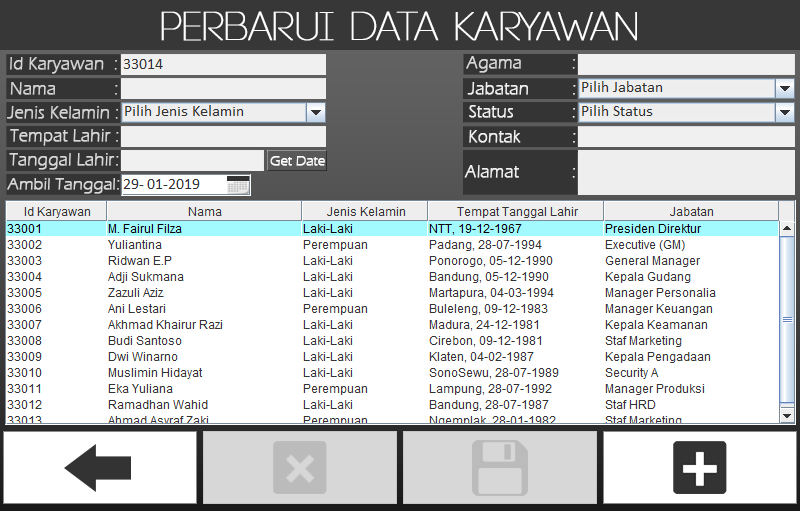 PERBARUI DATA KARYAWAN
Id Karyawan : 33014
Nama :
Jenis Kelamin : Pilih Jenis Kelamin
Tempat Lahir :
Tanggal Lahir: Get Date
Ambil Tanggal: 29- 01-2019
Agama :
Jabatan : Pilih Jabatan
Status : Pilih Status
Kontak :
Alamat :
Id Karyawan Nama Jenis Kelamin Tempat Tanggal Lahir Jabatan
33001 M. Fairul Filza Laki-Laki NTT, 19-12-1967 Presiden Direktur
33002 Yuliantina Perempuan Padang, 28-07-1994 Executive (GM)
33003 Ridwan E.P Laki-Laki Ponorogo, 05-12-1990 General Manager
33004 Adji Sukmana Laki-Laki Bandung, 05-12-1990 Kepala Gudang
33005 Zazuli Aziz Laki-Laki Martapura, 04-03-1994 Manager Personalia
33006 Ani Lestari Perempuan Buleleng, 09-12-1983 Manager Keuangan
33007 Akhmad Khairur Razi Laki-Laki Madura, 24-12-1981 Kepala Keamanan
33008 Budi Santoso Laki-Laki Cirebon, 09-12-1981 Staf Marketing
33009 Dwi Winarno Laki-Laki Klaten, 04-02-1987 Kepala Pengadaan
33010 Muslimin Hidayat Laki-Laki SonoSewu, 28-07-1989 Security A
33011 Eka Yuliana Perempuan Lampung, 28-07-1992 Manager Produksi
33012 Ramadhan Wahid Laki-Laki Bandung, 28-07-1987 Staf HRD
33013 Ahmad Asyraf Zaki Perempuan Ngemplak, 28-01-1982 Staf Marketing